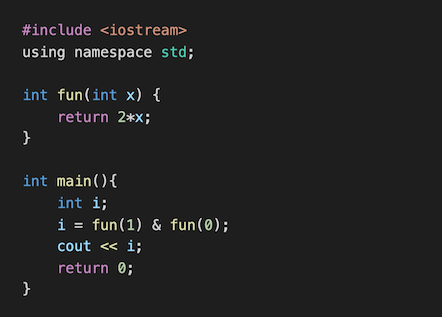 #include <iostream>
using namespace std;

int fun(int x) {
    return 2*x;
}

int main(){
    int i;
    i = fun(1) & fun(0);
    cout << i;
    return 0;
}